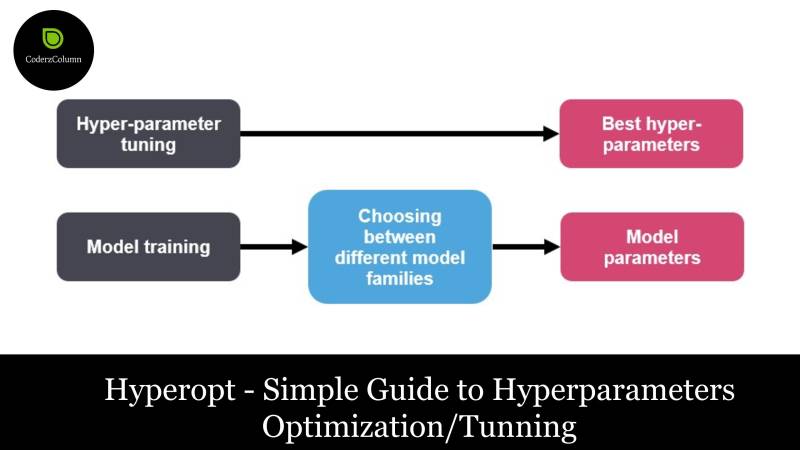 CoderzColumn
Hyper-parameter
tuning
Best hyper-
parameters
Model training
Choosing
between
different model
families
Model
parameters
Hyperopt - Simple Guide to Hyperparameters
Optimization/Tunning